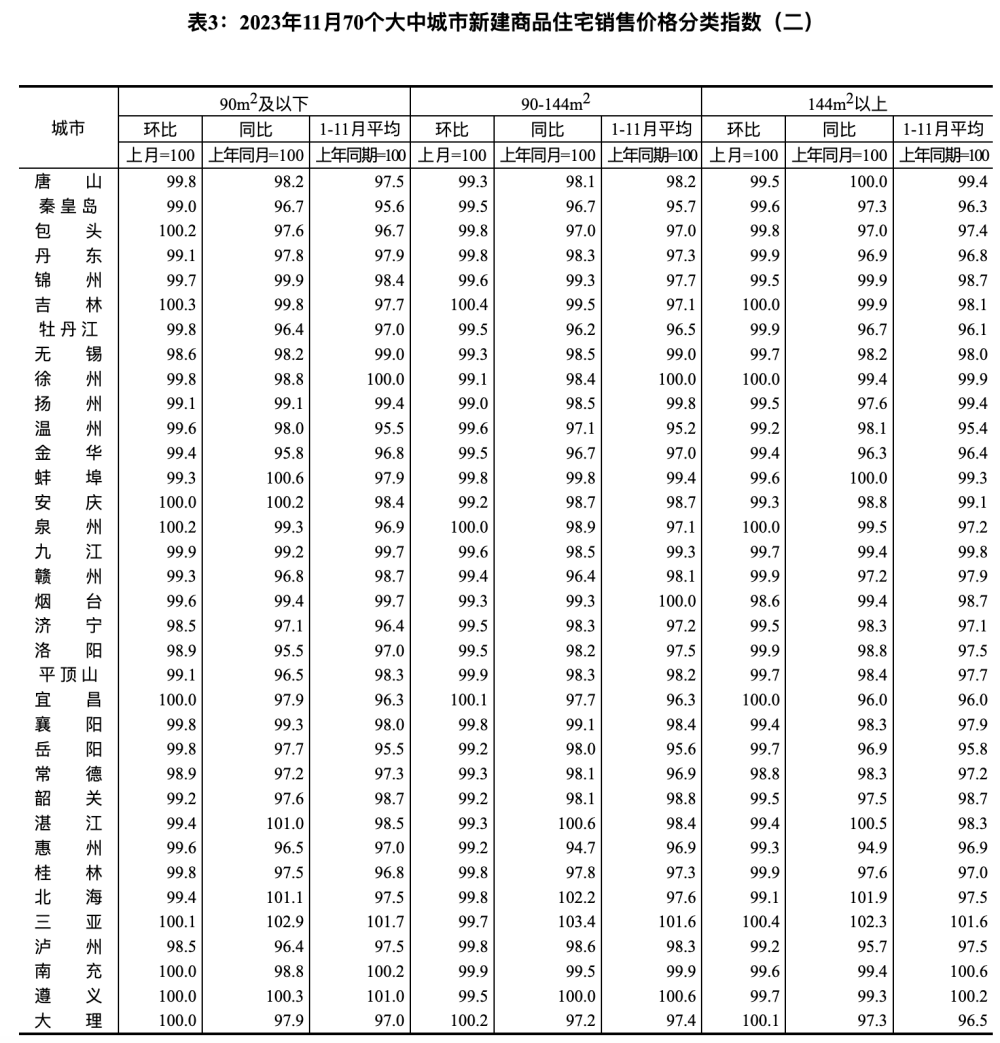 表3：2023年11月70个大中城市新建商品住宅销售价格分类指数（二）
城市 90m²及以下 90-144m² 144m²以上
环比 同比 1-11月平均 环比 同比 1-11月平均 环比 同比 1-11月平均
上月=100 上年同月=100 上年同期=100 上月=100 上年同月=100 上年同期=100 上月=100 上年同月=100 上年同期=100
唐山 99.8 98.2 97.5 99.3 98.1 98.2 99.5 100.0 99.4
秦皇岛 99.0 96.7 95.6 99.5 96.7 95.7 99.6 97.3 96.3
包头 100.2 97.6 96.7 99.8 97.0 97.0 99.8 97.0 97.4
丹东 99.1 97.8 97.9 99.8 98.3 97.3 99.9 96.9 96.8
锦州 99.7 99.9 98.4 99.6 99.3 97.7 99.5 99.9 98.7
吉林 100.3 99.8 97.7 100.4 99.5 97.1 100.0 99.9 98.1
牡丹江 99.8 96.4 97.0 99.5 96.2 96.5 99.9 96.7 96.1
无锡 98.6 98.2 99.0 99.3 98.5 99.0 99.7 98.2 98.0
徐州 99.8 98.8 100.0 99.1 98.4 100.0 100.0 99.4 99.9
扬州 99.1 99.1 99.4 99.0 98.5 99.8 99.5 97.6 99.4
温州 99.6 98.0 95.5 99.6 97.1 95.2 99.2 98.1 95.4
金华 99.4 95.8 96.8 99.5 96.7 97.0 99.4 96.3 96.4
蚌埠 99.3 100.6 97.9 99.8 99.8 99.4 99.6 100.0 99.3
安庆 100.0 100.2 98.4 99.2 98.7 98.7 99.3 98.8 99.1
泉州 100.2 99.3 96.9 100.0 98.9 97.1 100.0 99.5 97.2
九江 99.9 99.2 99.7 99.6 98.5 99.3 99.7 99.4 99.8
赣州 99.3 96.8 98.7 99.4 96.4 98.1 99.9 97.2 97.9
烟台 99.6 99.4 99.7 99.3 99.3 100.0 98.6 99.4 98.7
济宁 98.5 97.1 96.4 99.5 98.3 97.2 99.5 98.3 97.1
洛阳 98.9 95.5 97.0 99.5 98.2 97.5 99.9 98.8 97.5
平顶山 99.1 96.5 98.3 99.9 98.3 98.2 99.7 98.4 97.7
宜昌 100.0 97.9 96.3 100.1 97.7 96.3 100.0 96.0 96.0
襄阳 99.8 99.3 98.0 99.8 99.1 98.4 99.4 98.3 97.9
岳阳 99.8 97.7 95.5 99.2 98.0 95.6 99.7 96.9 95.8
常德 98.9 97.2 97.3 99.3 98.1 96.9 98.8 98.3 97.2
韶关 99.2 97.6 98.7 99.2 98.1 98.8 99.5 97.5 98.7
湛江 99.4 101.0 98.5 99.3 100.6 98.4 99.4 100.5 98.3
惠州 99.6 96.5 97.0 99.2 94.7 96.9 99.3 94.9 96.9
桂林 99.8 97.5 96.8 99.8 97.8 97.3 99.9 97.6 97.0
北海 99.4 101.1 97.5 99.8 102.2 97.6 99.1 101.9 97.5
三亚 100.1 102.9 101.7 99.7 103.4 101.6 100.4 102.3 101.6
泸州 98.5 96.4 97.5 99.8 98.6 98.3 99.2 95.7 97.5
南充 100.0 98.8 100.2 99.9 99.5 99.9 99.6 99.4 100.6
遵义 100.0 100.3 101.0 99.5 100.0 100.6 99.7 99.3 100.2
大理 100.0 97.9 97.0 100.2 97.2 97.4 100.1 97.3 96.5